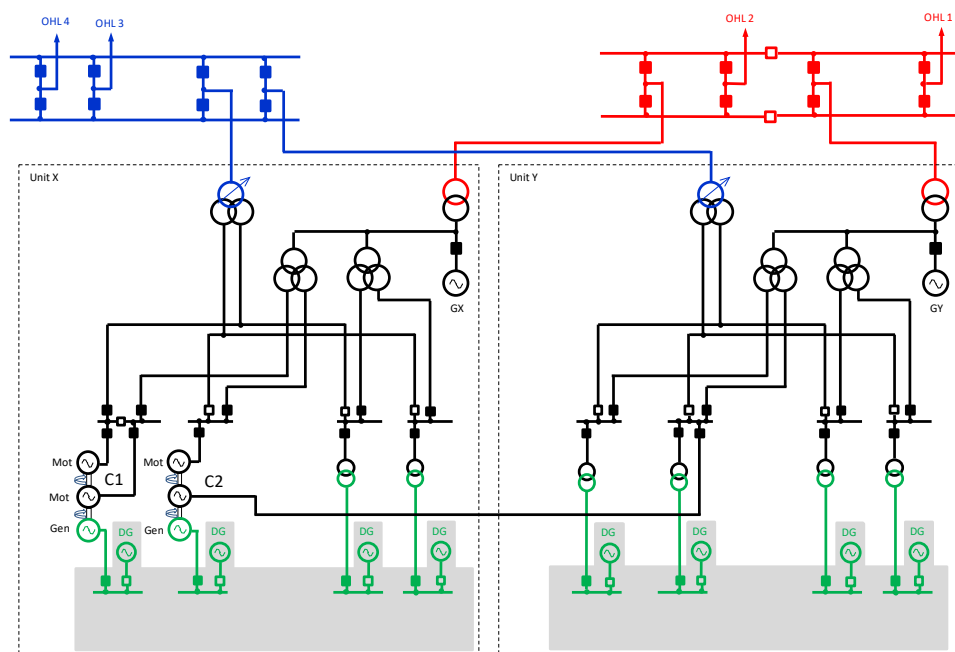 OHL 4
OHL 3
OHL 2
OHL 1
Unit X
Unit Y
GX
GY
Mot
Mot
C1
C2
Mot
Gen
Gen
DG
DG
DG
DG
DG
DG
DG
DG